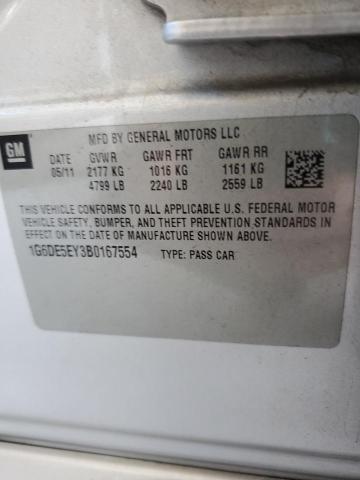 GM
MFD BY GENERAL MOTORS LLC
DATE GVWR GAWR FRT GAWR RR
05/11 2177 KG 1016 KG 1161 KG
4799 LB 2240 LB 2559 LB
THIS VEHICLE CONFORMS TO ALL APPLICABLE U.S. FEDERAL MOTOR
VEHICLE SAFETY, BUMPER, AND THEFT PREVENTION STANDARDS IN EFFECT
ON THE DATE OF MANUFACTURE SHOWN ABOVE.
1G6DE5EY3B0167554 TYPE: PASS CAR